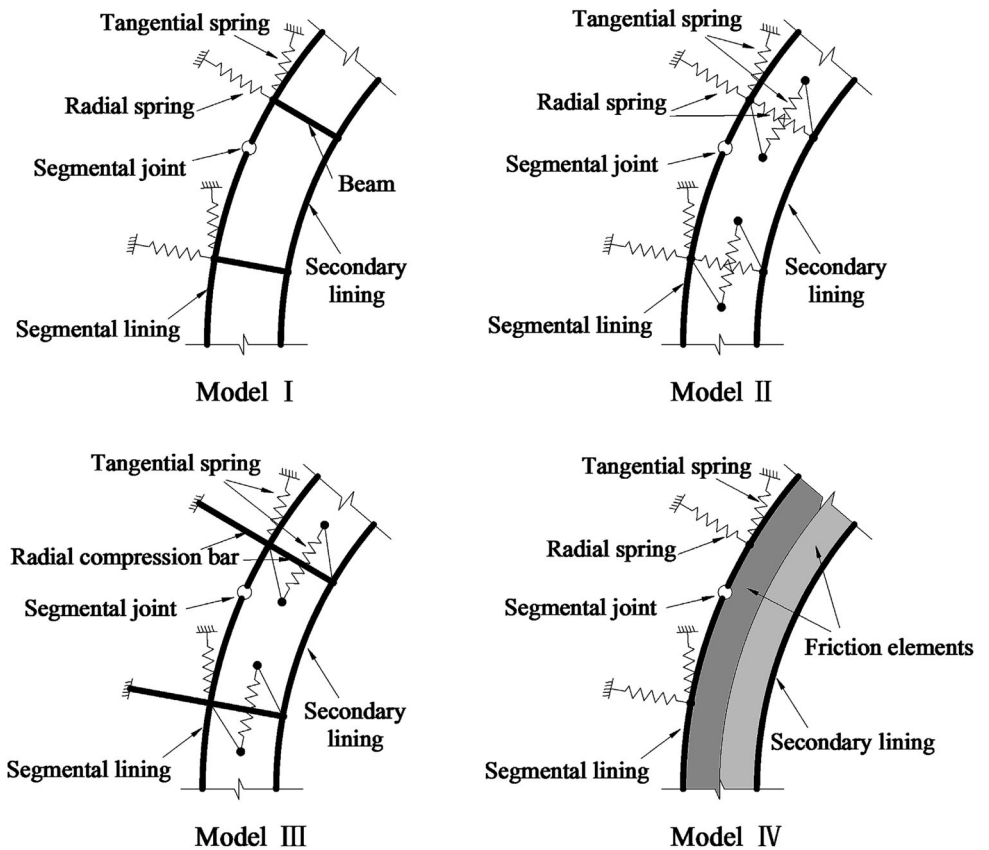 Tangential spring
Radial spring
Segmental joint
Beam
Secondary
lining
Segmental lining
Model Ⅰ
Tangential spring
Radial spring
Segmental joint
Secondary
lining
Segmental lining
Model Ⅱ
Tangential spring
Radial compression bar
Segmental joint
Secondary
lining
Segmental lining
Model Ⅲ
Tangential spring
Radial spring
Segmental joint
Friction elements
Secondary lining
Segmental lining
Model Ⅳ